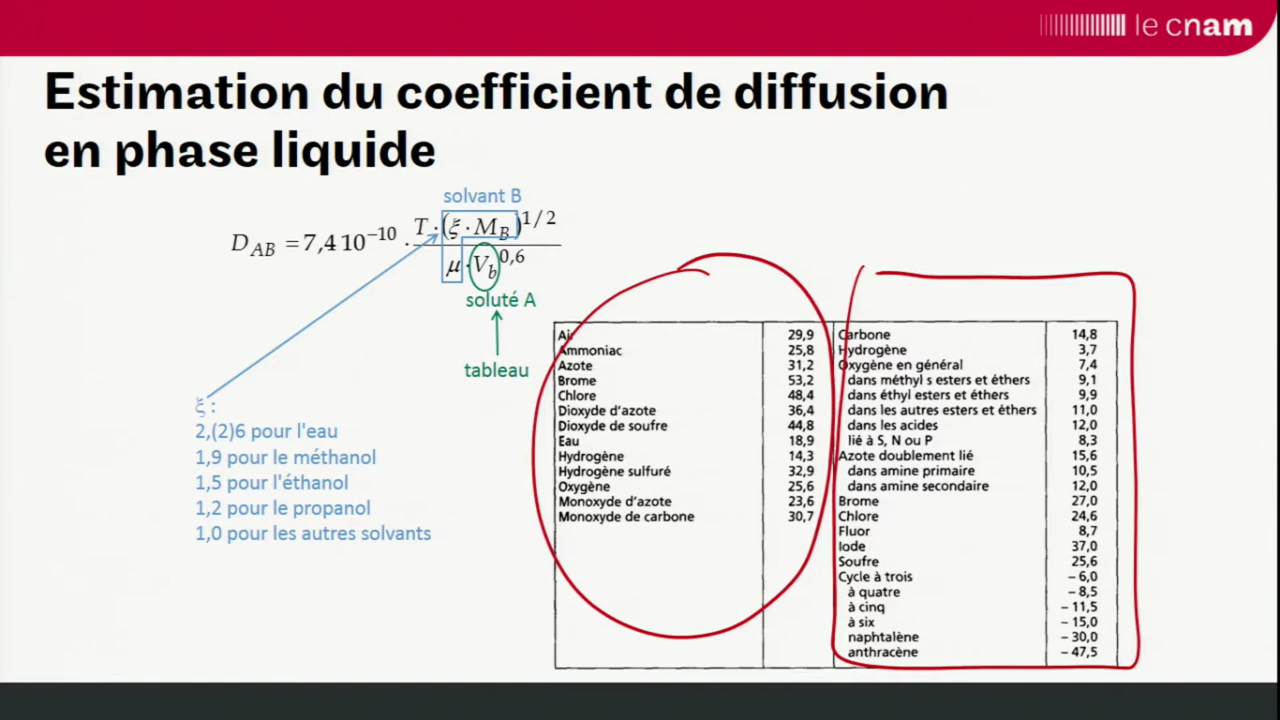 le cnam
Estimation du coefficient de diffusion
en phase liquide
solvant B
D_AB = 7,4 10^−10 · T·(ξ·M_B)^1/2 / μ·V_b^0,6
soluté A
tableau
ξ :
2,(2)6 pour l'eau
1,9 pour le méthanol
1,5 pour l'éthanol
1,2 pour le propanol
1,0 pour les autres solvants
Air 29,9
Ammoniac 25,8
Azote 31,2
Brome 53,2
Chlore 48,4
Dioxyde d'azote 36,4
Dioxyde de soufre 44,8
Eau 18,9
Hydrogène 14,3
Hydrogène sulfuré 32,9
Oxygène 25,6
Monoxyde d'azote 23,6
Monoxyde de carbone 30,7
Carbone 14,8
Hydrogène 3,7
Oxygène en général 7,4
dans méthyl s esters et éthers 9,1
dans éthyl esters et éthers 9,9
dans les autres esters et éthers 11,0
dans les acides 12,0
lié à S, N ou P 8,3
Azote doublement lié 15,6
dans amine primaire 10,5
dans amine secondaire 12,0
Brome 27,0
Chlore 24,6
Fluor 8,7
Iode 37,0
Soufre 25,6
Cycle à trois – 6,0
à quatre – 8,5
à cinq – 11,5
à six – 15,0
naphtalène – 30,0
anthracène – 47,5